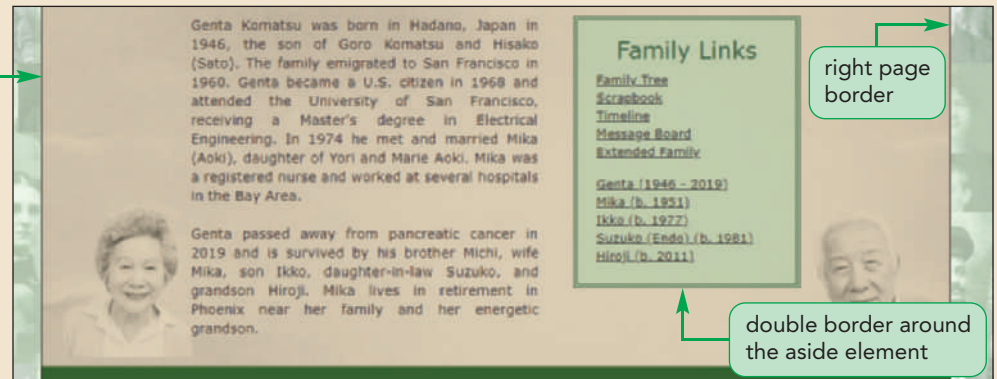 Genta Komatsu was born in Hadano, Japan in
1946, the son of Goro Komatsu and Hisako
(Sato). The family emigrated to San Francisco in
1960. Genta became a U.S. citizen in 1968 and
attended the University of San Francisco,
receiving a Master's degree in Electrical
Engineering. In 1974 he met and married Mika
(Aoki), daughter of Yori and Marie Aoki. Mika was
a registered nurse and worked at several hospitals
in the Bay Area.
Genta passed away from pancreatic cancer in
2019 and is survived by his brother Michi, wife
Mika, son Ikko, daughter-in-law Suzuko, and
grandson Hiroji. Mika lives in retirement in
Phoenix near her family and her energetic
grandson.
Family Links
Family Tree
Scrapbook
Timeline
Message Board
Extended Family
Genta (1946 - 2019)
Mika (b. 1951)
Ikko (b. 1977)
Suzuko (Endo) (b. 1981)
Hiroji (b. 2011)
right page
border
double border around
the aside element